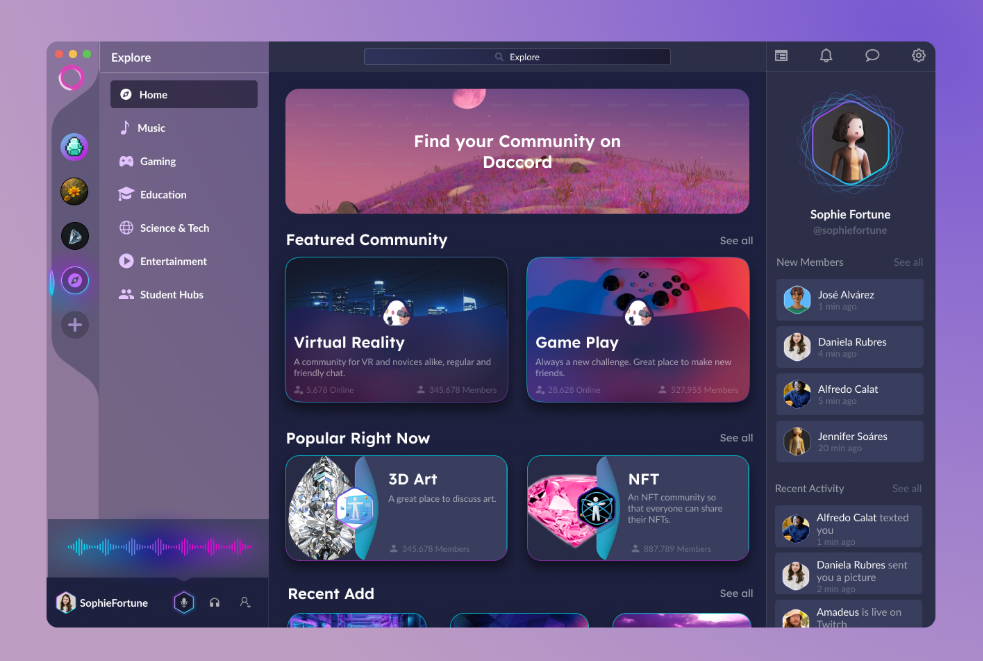 Explore
Home
Music
Gaming
Education
Science & Tech
Entertainment
Student Hubs
SophieFortune
Explore
Find your Community on
Daccord
Featured Community
See all
Virtual Reality
A community for VR and novices alike, regular and
friendly chat.
5.678 Online
345.678 Members
Game Play
Always a new challenge. Great place to make new
friends.
28.628 Online
527.955 Members
Popular Right Now
See all
3D Art
A great place to discuss art.
345.678 Members
NFT
An NFT community so
that everyone can share
their NFTs.
887.789 Members
Recent Add
See all
Sophie Fortune
@sophiefortune
New Members
See all
José Alvárez
1 min ago
Daniela Rubres
4 min ago
Alfredo Calat
5 min ago
Jennifer Soáres
20 min ago
Recent Activity
See all
Alfredo Calat texted
you
1 min ago
Daniela Rubres sent
you a picture
2 min ago
Amadeus is live on
Twitch